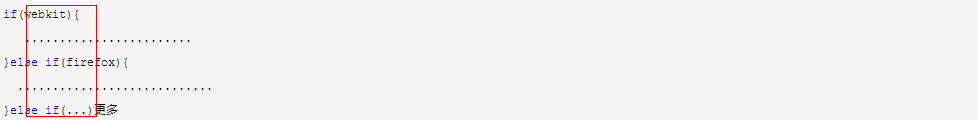 if(webkit){
........................
}else if(firefox){
............................
}else if(...)更多